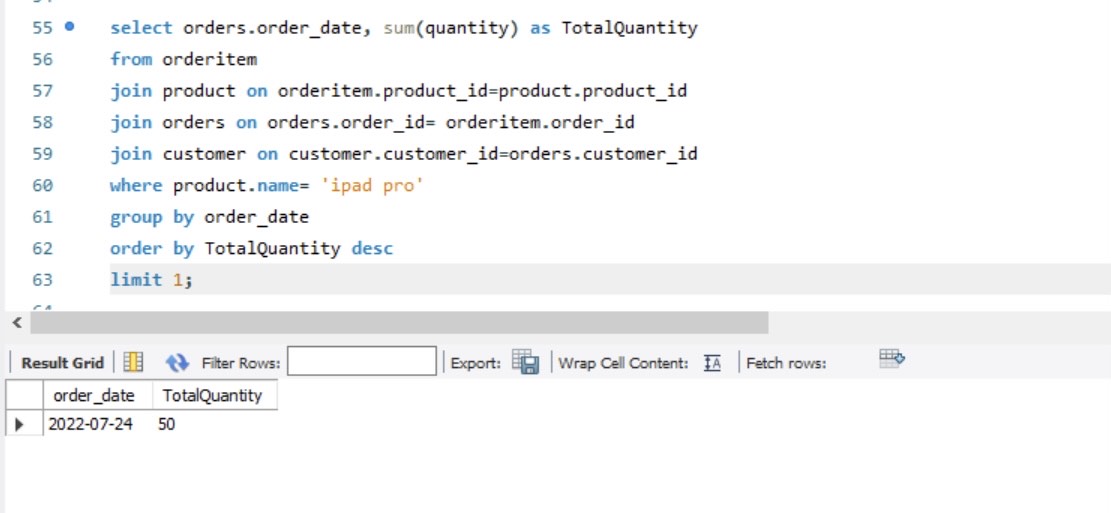 55 select orders.order_date, sum(quantity) as TotalQuantity
56 from orderitem
57 join product on orderitem.product_id=product.product_id
58 join orders on orders.order_id= orderitem.order_id
59 join customer on customer.customer_id=orders.customer_id
60 where product.name= 'ipad pro'
61 group by order_date
62 order by TotalQuantity desc
63 limit 1;
Result Grid Filter Rows: Export: Wrap Cell Content: Fetch rows:
order_date TotalQuantity
2022-07-24 50